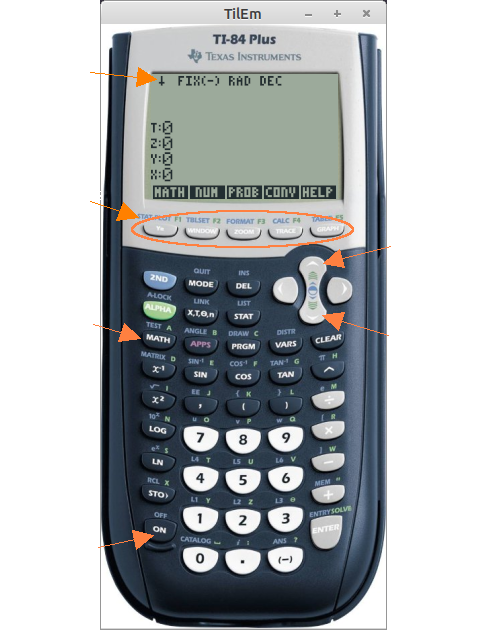 TilEm
TI-84 Plus
TEXAS INSTRUMENTS
↓ FIX(-) RAD DEC
T:0
Z:0
Y:0
X:0
MATH NUM PROB CONV HELP
STAT PLOT F1 TBLSET F2 FORMAT F3 CALC F4 TABLE F5
Y= WINDOW ZOOM TRACE GRAPH
QUIT INS
2ND MODE DEL
A-LOCK LINK LIST
ALPHA X,T,Θ,n STAT
TEST A ANGLE B DRAW C DISTR
MATH APPS PRGM VARS CLEAR
MATRIX D SIN⁻¹ E COS⁻¹ F TAN⁻¹ G π H
x⁻¹ SIN COS TAN ^
√ I EE J { K } L e M
x² , ( ) ÷
10ˣ N u O v P w Q [ R
LOG 7 8 9 ×
eˣ S L4 T L5 U L6 V ] W
LN 4 5 6 −
RCL X L1 Y L2 Z L3 θ MEM "
STO› 1 2 3 +
OFF CATALOG ⎵ i : ANS ? ENTRY SOLVE
ON 0 . (−) ENTER